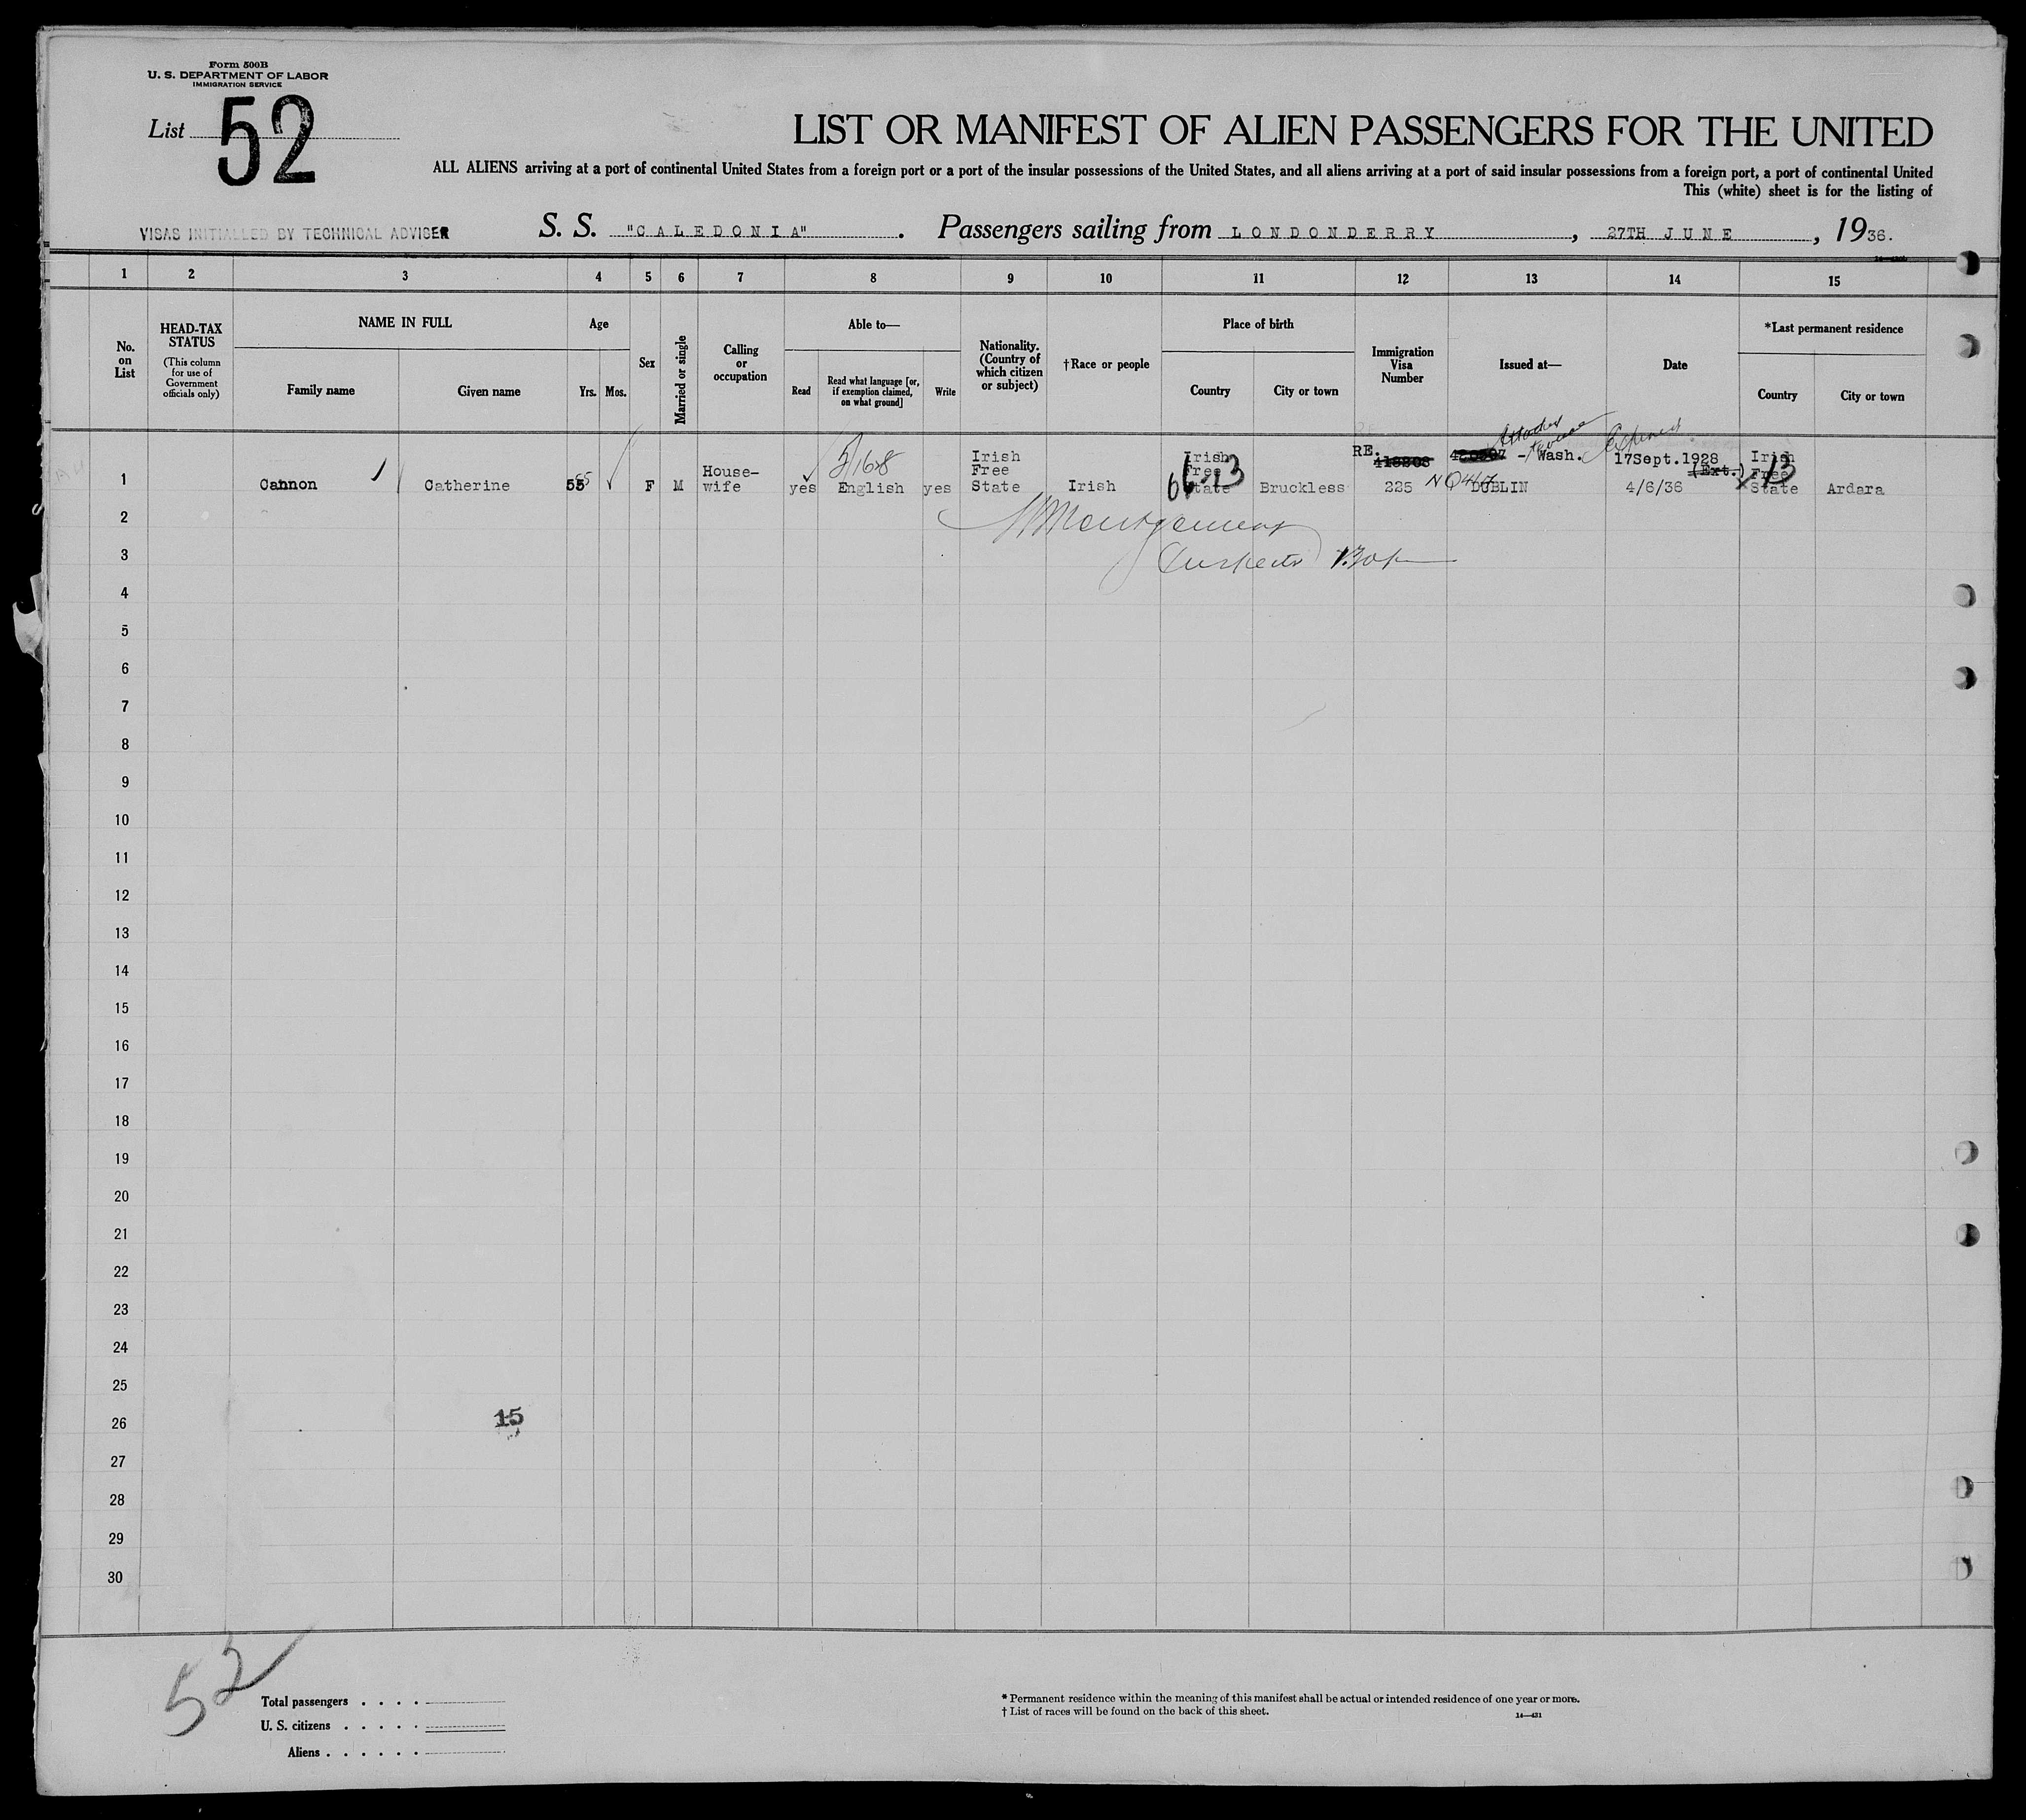 Form 500B
U. S. DEPARTMENT OF LABOR
IMMIGRATION SERVICE
List 52
LIST OR MANIFEST OF ALIEN PASSENGERS FOR THE UNITED
ALL ALIENS arriving at a port of continental United States from a foreign port or a port of the insular possessions of the United States, and all aliens arriving at a port of said insular possessions from a foreign port, a port of continental United
This (white) sheet is for the listing of
VISAS INITIALLED BY TECHNICAL ADVISER
S. S. "CALEDONIA". Passengers sailing from LONDONDERRY, 27TH JUNE, 1936.
1 2 3 4 5 6 7 8 9 10 11 12 13 14 15
No. on List
HEAD-TAX STATUS
(This column for use of Government officials only)
NAME IN FULL
Family name
Given name
Age
Yrs. Mos.
Sex
Married or single
Calling or occupation
Able to—
Read
Read what language [or, if exemption claimed, on what ground]
Write
Nationality. (Country of which citizen or subject)
†Race or people
Place of birth
Country
City or town
Immigration Visa Number
Issued at—
Date
*Last permanent residence
Country
City or town
1 Cannon Catherine 55 F M House-wife yes English yes Irish Free State Irish Irish Free State Bruckless RE. 225 NQ DUBLIN - Wash. 17Sept.1928 (Ext.) 4/6/36 Irish Free State Ardara
6613
13
2
3
4
5
6
7
8
9
10
11
12
13
14
15
16
17
18
19
20
21
22
23
24
25
26
15
27
28
29
30
52
Total passengers . . . .
U. S. citizens . . . . .
Aliens . . . . . .
* Permanent residence within the meaning of this manifest shall be actual or intended residence of one year or more.
† List of races will be found on the back of this sheet.
14—431